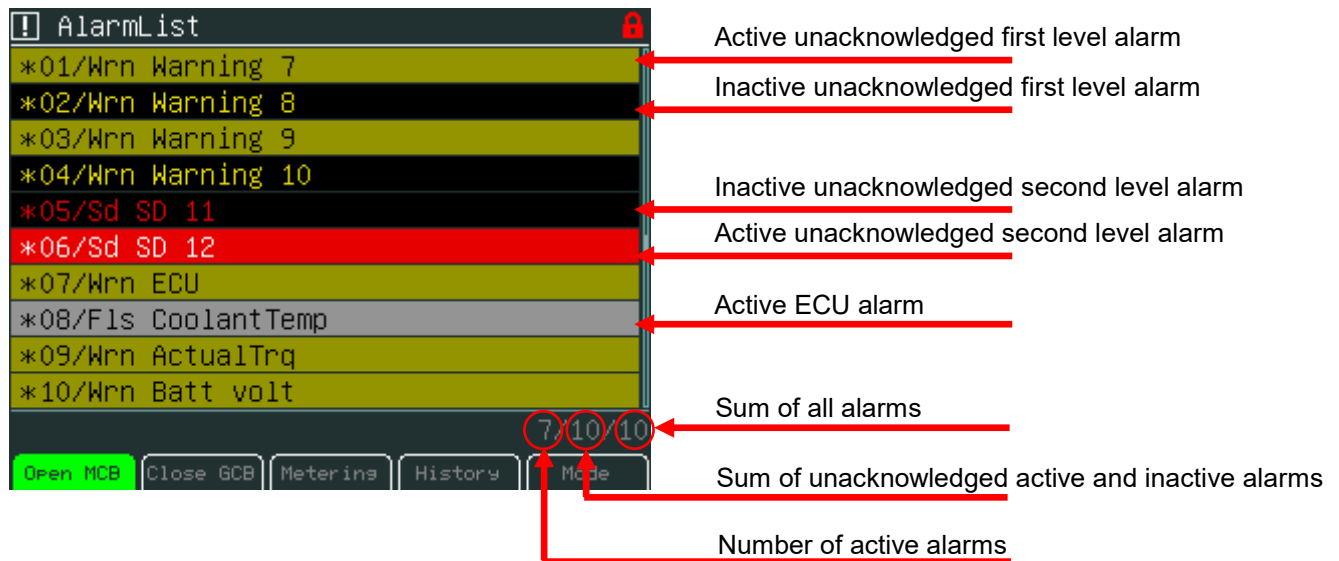 ! AlarmList
*01/Wrn Warning 7
*02/Wrn Warning 8
*03/Wrn Warning 9
*04/Wrn Warning 10
*05/Sd SD 11
*06/Sd SD 12
*07/Wrn ECU
*08/Fls CoolantTemp
*09/Wrn ActualTrq
*10/Wrn Batt volt
7/10/10
Open MCB Close GCB Metering History Mode
Active unacknowledged first level alarm
Inactive unacknowledged first level alarm
Inactive unacknowledged second level alarm
Active unacknowledged second level alarm
Active ECU alarm
Sum of all alarms
Sum of unacknowledged active and inactive alarms
Number of active alarms